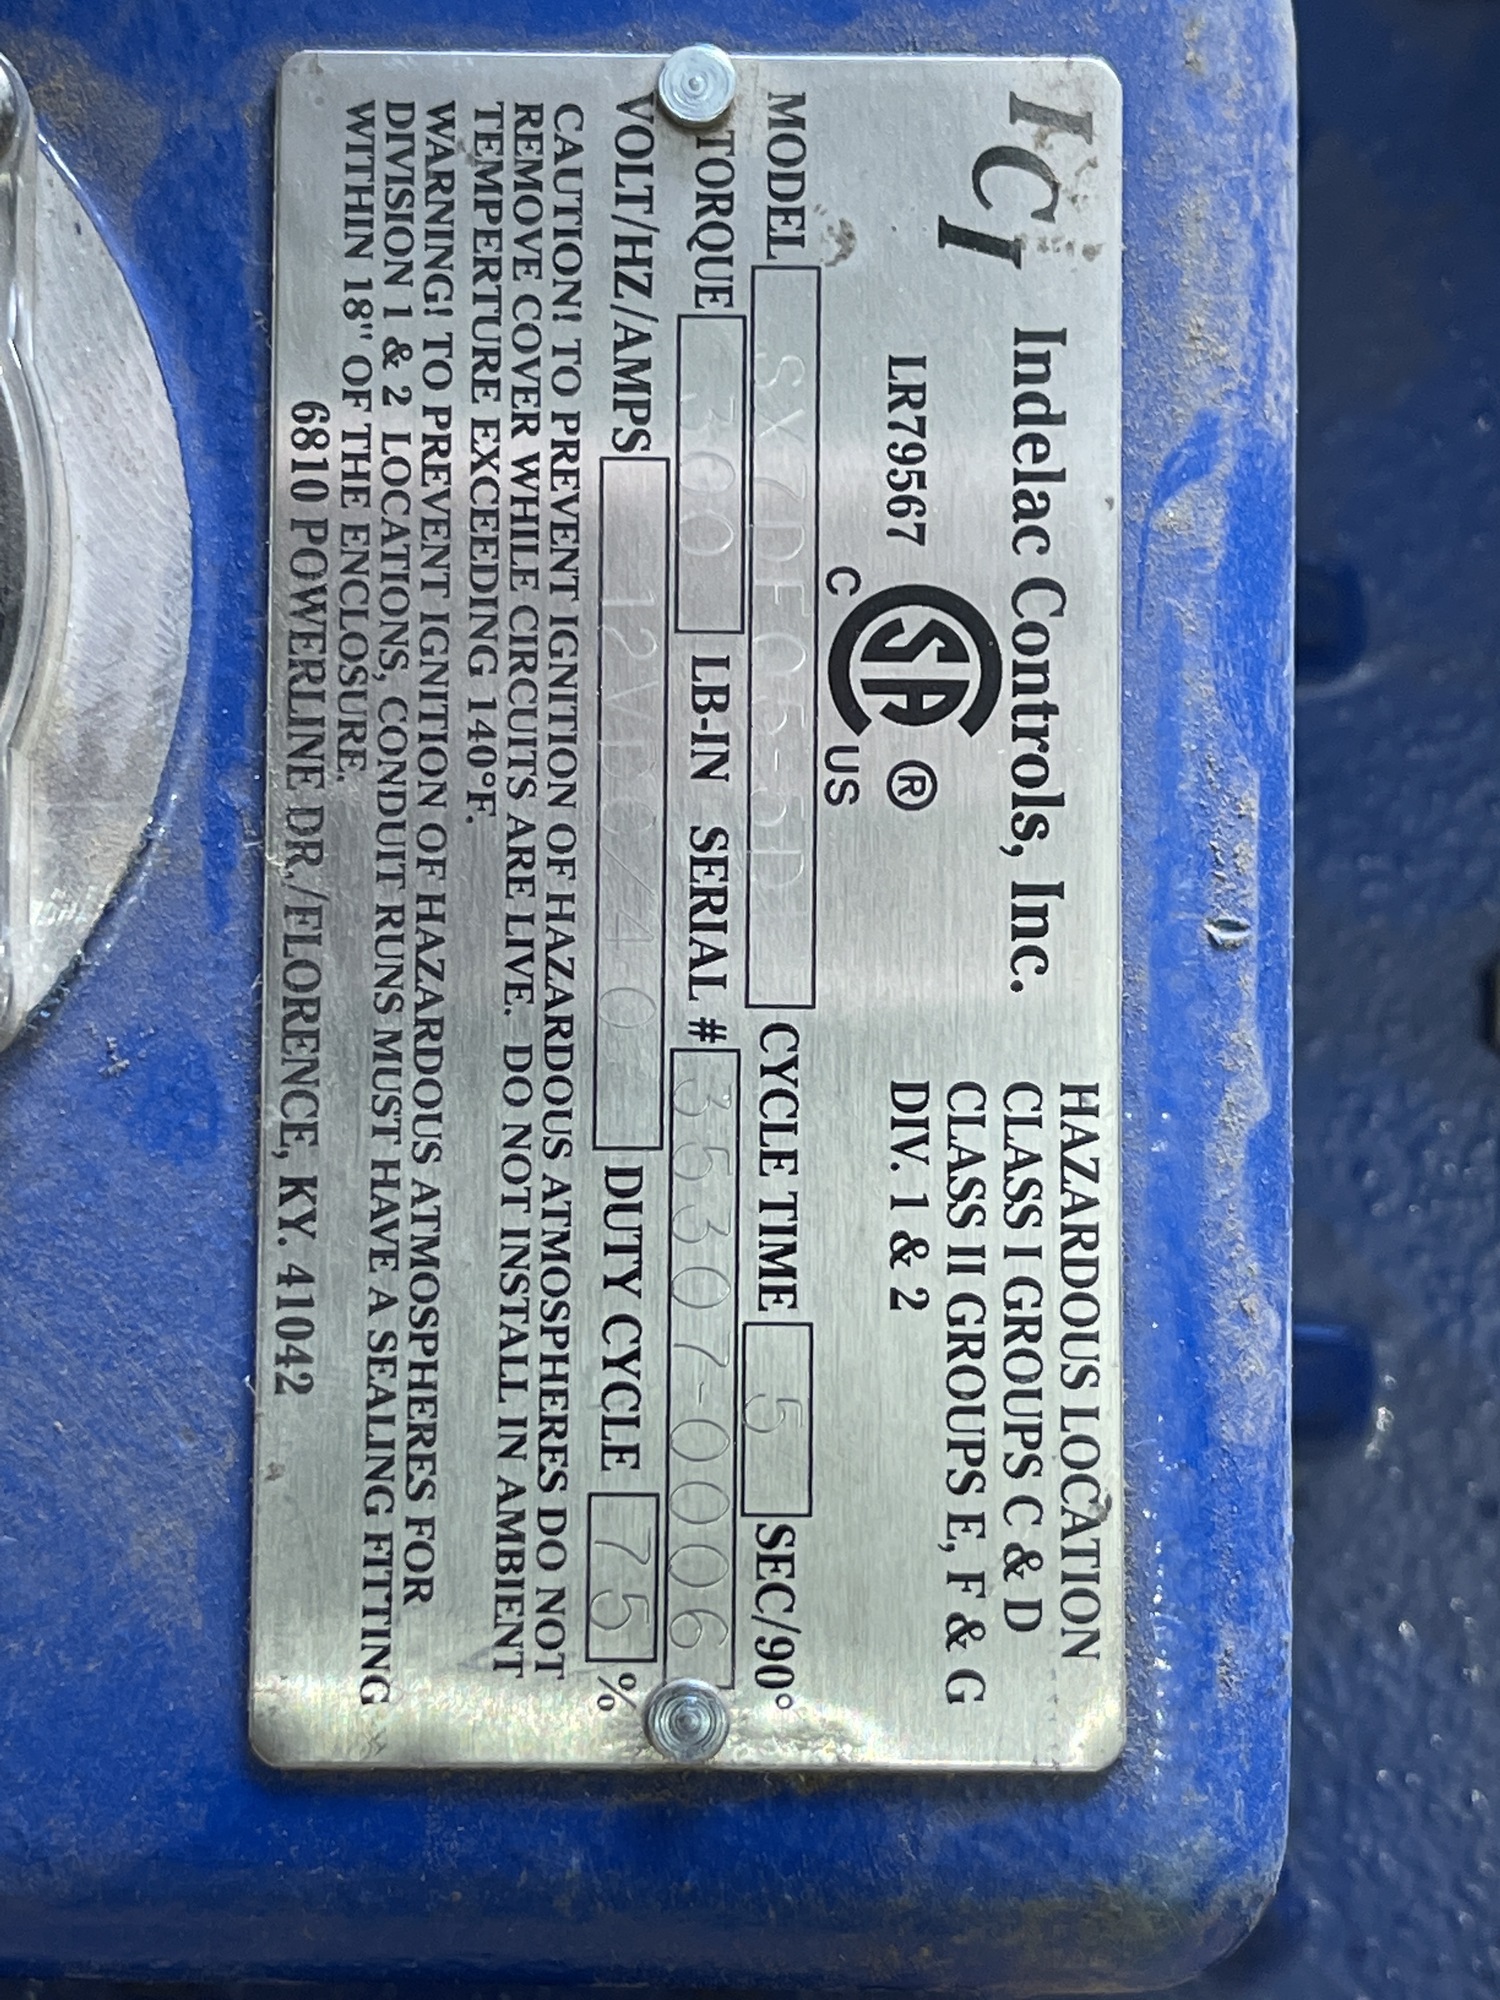 ICI Indelac Controls, Inc.
LR79567
C SA ® US
HAZARDOUS LOCATION
CLASS I GROUPS C & D
CLASS II GROUPS E, F & G
DIV. 1 & 2
MODEL CYCLE TIME 5 SEC/90°
TORQUE 300 LB-IN SERIAL # 35307-0006
VOLT/HZ/AMPS 12VDC/4.0 DUTY CYCLE 75 %
CAUTION! TO PREVENT IGNITION OF HAZARDOUS ATMOSPHERES DO NOT
REMOVE COVER WHILE CIRCUITS ARE LIVE. DO NOT INSTALL IN AMBIENT
TEMPERTURE EXCEEDING 140°F.
WARNING! TO PREVENT IGNITION OF HAZARDOUS ATMOSPHERES FOR
DIVISION 1 & 2 LOCATIONS, CONDUIT RUNS MUST HAVE A SEALING FITTING
WITHIN 18" OF THE ENCLOSURE.
6810 POWERLINE DR./FLORENCE, KY. 41042